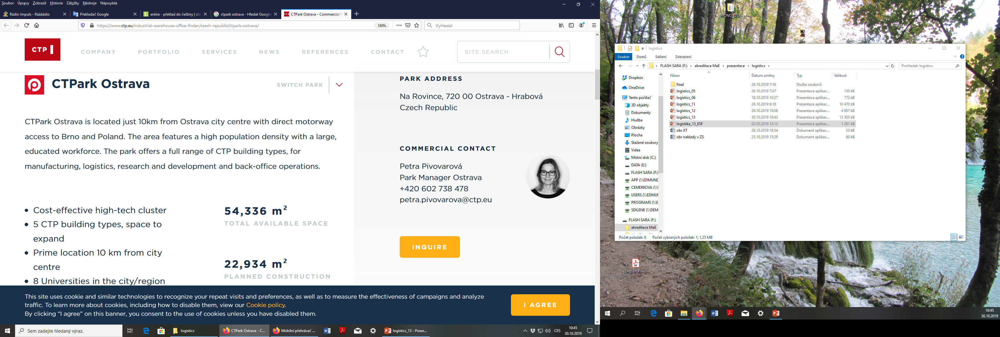 Soubor Úpravy Zobrazit Historie Záložky Nástroje Nápověda
Rádio Impuls - Ráááádio
Překladač Google
entire - překlad do češtiny | slo
ctpark ostrava - Hledat Google
CTPark Ostrava - Commercial
https://www.ctp.eu/industrial-warehouse-office-finder/czech-republic/ctpark-ostrava/
180%
Vyhledat
CTP
COMPANY PORTFOLIO SERVICES NEWS REFERENCES CONTACT
SITE SEARCH
CTPark Ostrava
SWITCH PARK
CTPark Ostrava is located just 10km from Ostrava city centre with direct motorway
access to Brno and Poland. The area features a high population density with a large,
educated workforce. The park offers a full range of CTP building types, for
manufacturing, logistics, research and development and back-office operations.
• Cost-effective high-tech cluster
• 5 CTP building types, space to
expand
• Prime location 10 km from city
centre
• 8 Universities in the city/region
54,336 m²
TOTAL AVAILABLE SPACE
22,934 m²
PLANNED CONSTRUCTION
PARK ADDRESS
Na Rovince, 720 00 Ostrava - Hrabová
Czech Republic
COMMERCIAL CONTACT
Petra Pivovarová
Park Manager Ostrava
+420 602 738 478
petra.pivovarova@ctp.eu
INQUIRE
This site uses cookie and similar technologies to recognize your repeat visits and preferences, as well as to measure the effectiveness of campaigns and analyze
traffic. To learn more about cookies, including how to disable them, view our Cookie policy.
By clicking “I agree” on this banner, you consent to the use of cookies unless you have disabled them.
I AGREE
Sem zadejte hledaný výraz.
logistics
CTPark Ostrava - C...
Mobilní přehrávač ...
logistics_13 - Powe...
CES
10:45
30.10.2019
MONO_USA
alfa
logistics
Soubor Domů Sdílení Zobrazení
FLASH SARA (F:) › akreditace MaE › prezentace › logistics ›
Prohledat: logistics
Název Datum změny Typ Velikost
final 26.10.2019 7:16 Složka souborů
logistics_05 26.10.2019 7:07 Prezentace aplikac... 130 kB
logistics_06 18.10.2019 10:27 Prezentace aplikac... 772 kB
logistics_11 26.10.2019 8:18 Prezentace aplikac... 10 470 kB
logistics_12 28.10.2019 19:08 Prezentace aplikac... 4 907 kB
logistics_13 30.10.2019 10:43 Prezentace aplikac... 13 305 kB
logistika_13_ESF 02.05.2019 13:13 Prezentace aplikac... 1 291 kB
obr JIT 28.10.2019 18:54 Dokument aplikac... 53 kB
obr naklady v ZS 25.10.2019 15:29 Dokument aplikac... 60 kB
Dropbox
OneDrive
Tento počítač
3D objekty
Dokumenty
Hudba
Obrázky
Plocha
Stažené soubory
Videa
Místní disk (C:)
DATA (E:)
FLASH SARA (F:)
APP (\\EDMUND
CEMERKOVA (\\
USERS (\\EDMU
PROGRAMS (\\E
SDILENE (\\DEM
FLASH SARA (F:)
akreditace MaE
Počet položek: 9 Počet vybraných položek: 1; 1,25 MB
PDF
English_File...
10:45
30.10.2019